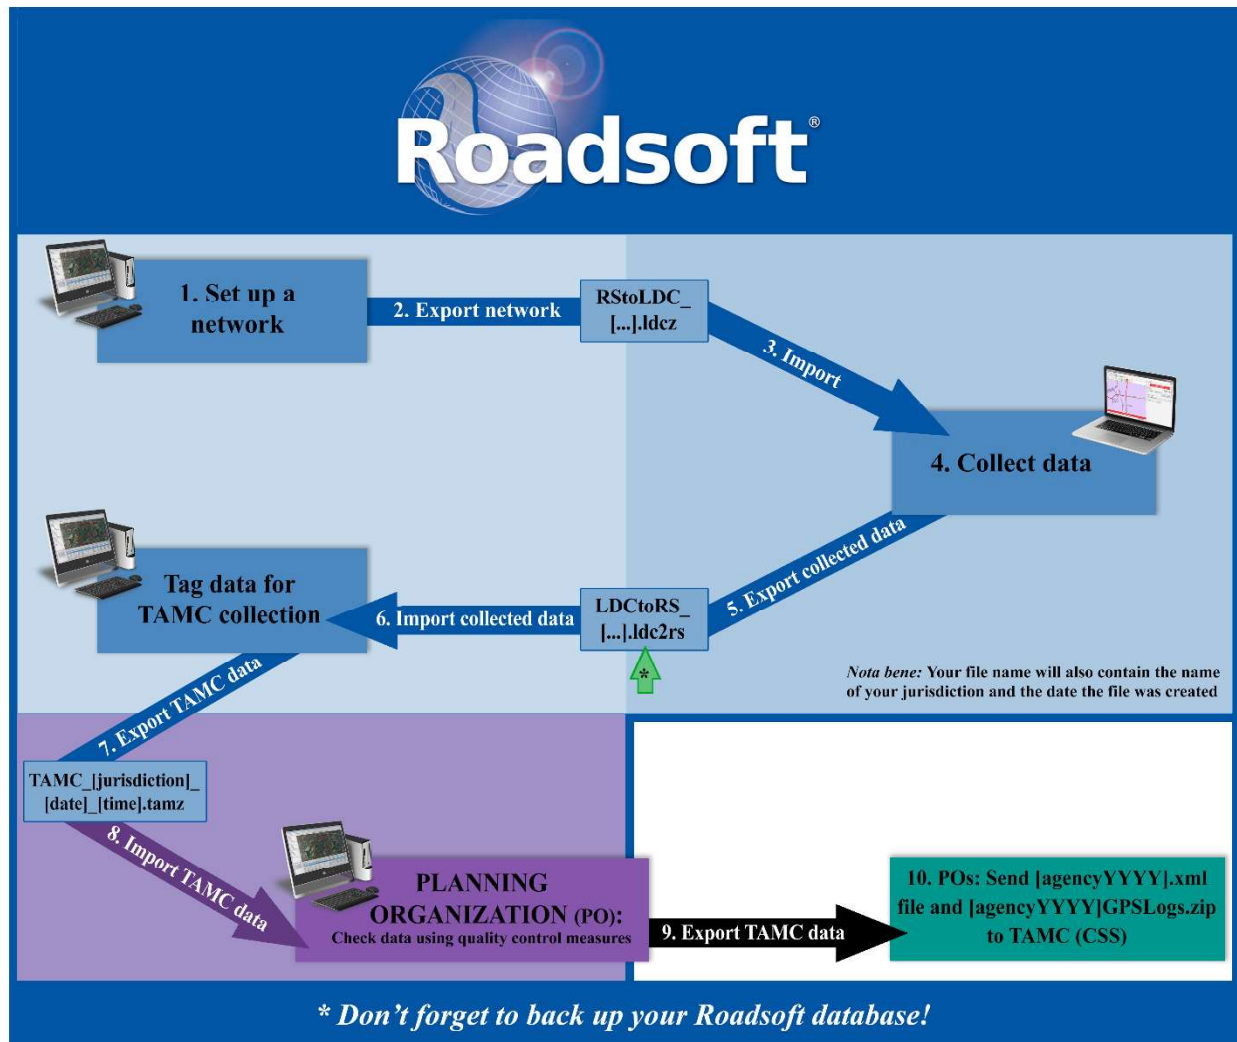 Roadsoft®
1. Set up a
network
2. Export network
RStoLDC_
[...].ldcz
3. Import
4. Collect data
5. Export collected data
LDCtoRS_
[...].ldc2rs
*
6. Import collected data
Tag data for
TAMC collection
Nota bene: Your file name will also contain the name
of your jurisdiction and the date the file was created
7. Export TAMC data
TAMC_[jurisdiction]_
[date]_[time].tamz
8. Import TAMC data
PLANNING
ORGANIZATION (PO):
Check data using quality control measures
9. Export TAMC data
10. POs: Send [agencyYYYY].xml
file and [agencyYYYY]GPSLogs.zip
to TAMC (CSS)
* Don't forget to back up your Roadsoft database!